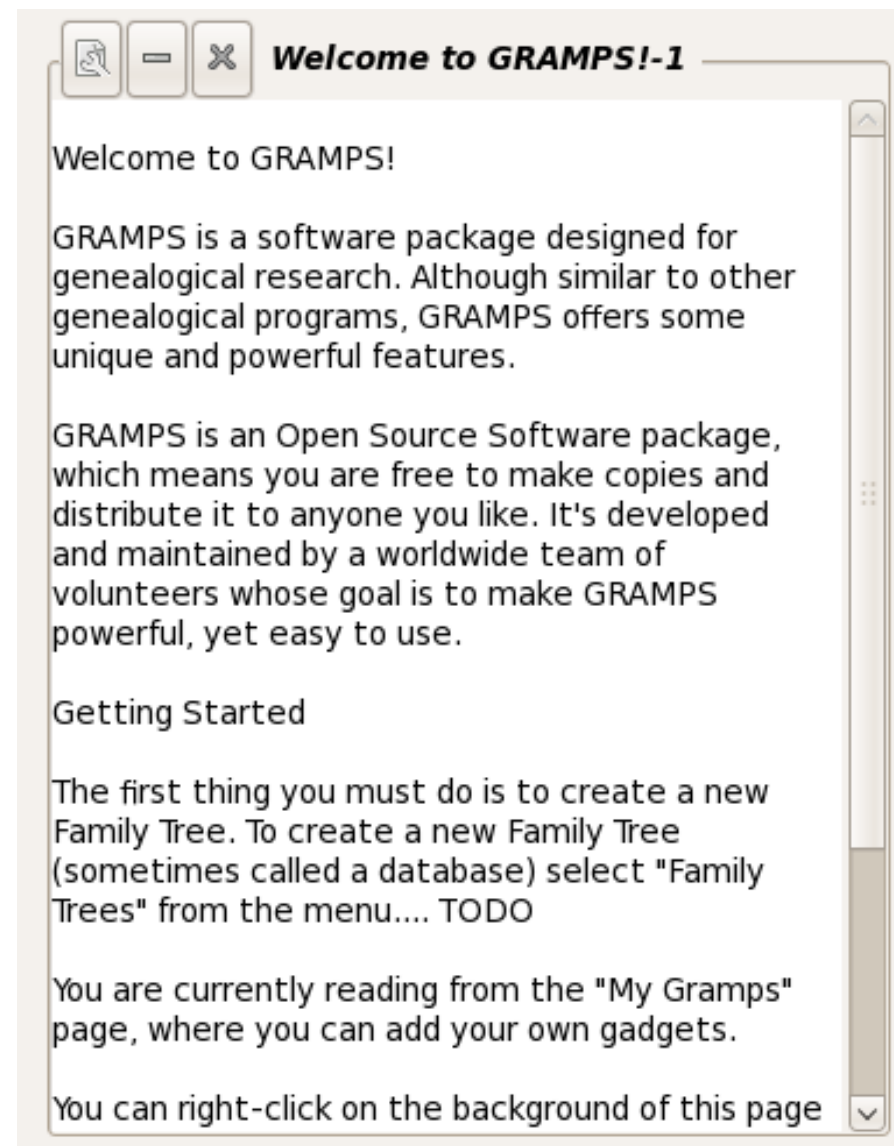 Welcome to GRAMPS!-1
Welcome to GRAMPS!
GRAMPS is a software package designed for
genealogical research. Although similar to other
genealogical programs, GRAMPS offers some
unique and powerful features.
GRAMPS is an Open Source Software package,
which means you are free to make copies and
distribute it to anyone you like. It's developed
and maintained by a worldwide team of
volunteers whose goal is to make GRAMPS
powerful, yet easy to use.
Getting Started
The first thing you must do is to create a new
Family Tree. To create a new Family Tree
(sometimes called a database) select "Family
Trees" from the menu.... TODO
You are currently reading from the "My Gramps"
page, where you can add your own gadgets.
You can right-click on the background of this page